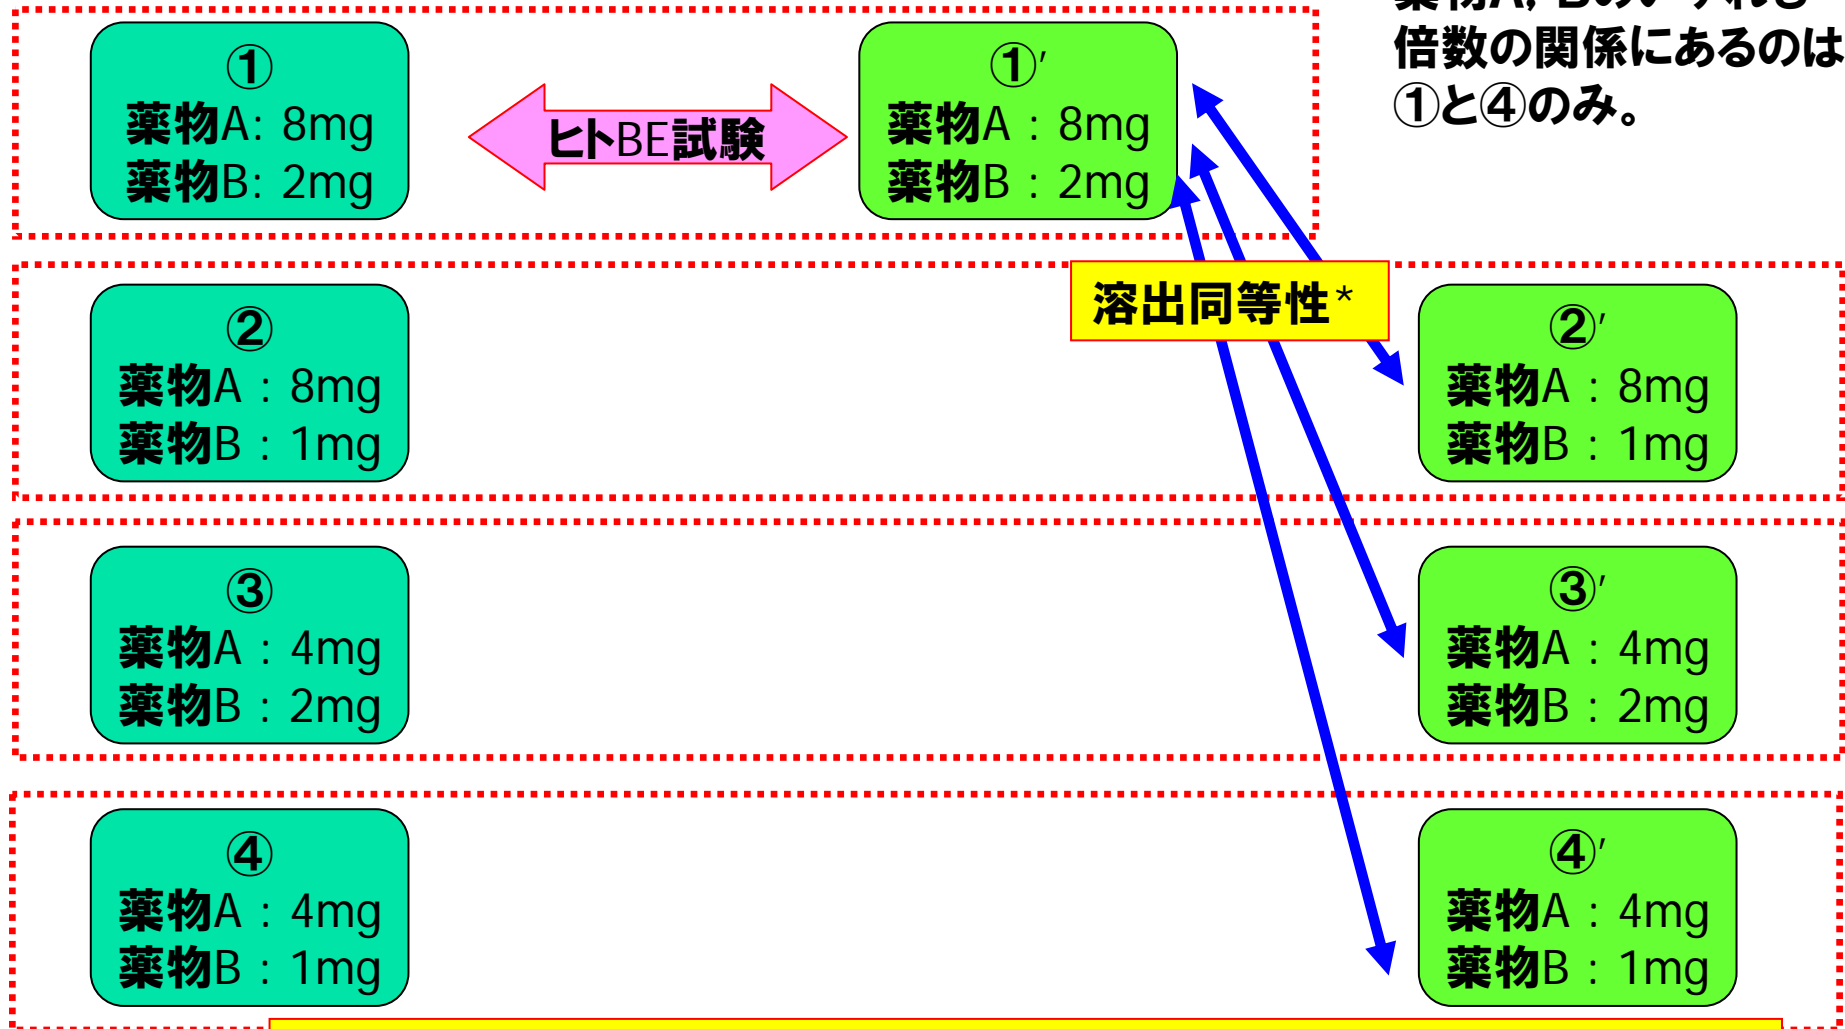 倍数の関係にあるのは
①と④のみ。
①
薬物A: 8mg
薬物B: 2mg
ヒトBE試験
①′
薬物A : 8mg
薬物B : 2mg
溶出同等性*
②
薬物A : 8mg
薬物B : 1mg
②′
薬物A : 8mg
薬物B : 1mg
③
薬物A : 4mg
薬物B : 2mg
③′
薬物A : 4mg
薬物B : 2mg
④
薬物A : 4mg
薬物B : 1mg
④′
薬物A : 4mg
薬物B : 1mg